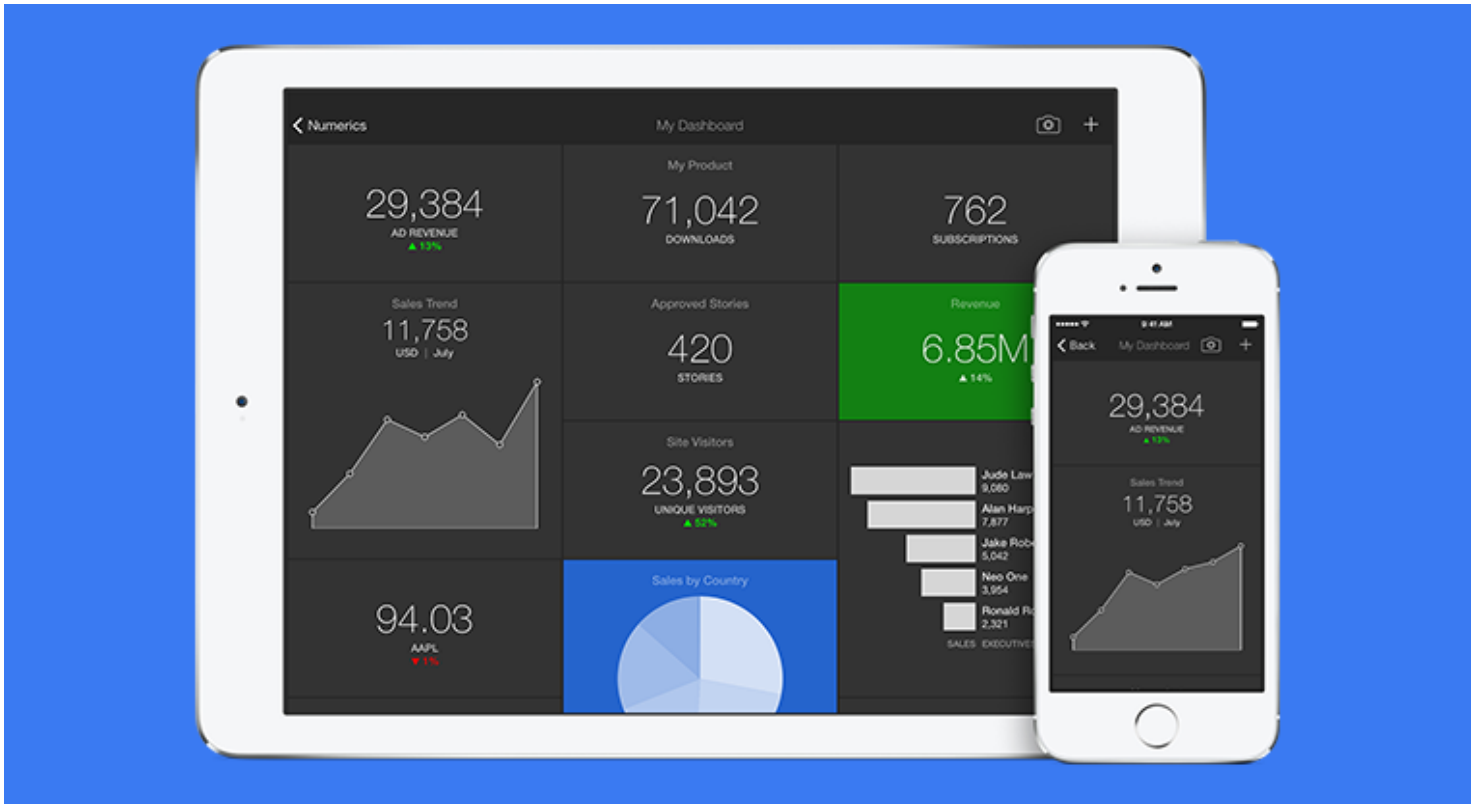 Numerics
My Dashboard
29,384
AD REVENUE
▲ 13%
My Product
71,042
DOWNLOADS
762
SUBSCRIPTIONS
Sales Trend
11,758
USD | July
Approved Stories
420
STORIES
Revenue
6.85M
▲ 14%
Site Visitors
23,893
UNIQUE VISITORS
▲ 52%
Jude Law
9,080
Alan Harp
7,877
Jake Robe
5,042
Neo One
3,954
Ronald Ro
2,321
SALES EXECUTIVES
94.03
AAPL
▼ 1%
Sales by Country
9:41 AM
Back My Dashboard
29,384
AD REVENUE
▲ 13%
Sales Trend
11,758
USD | July